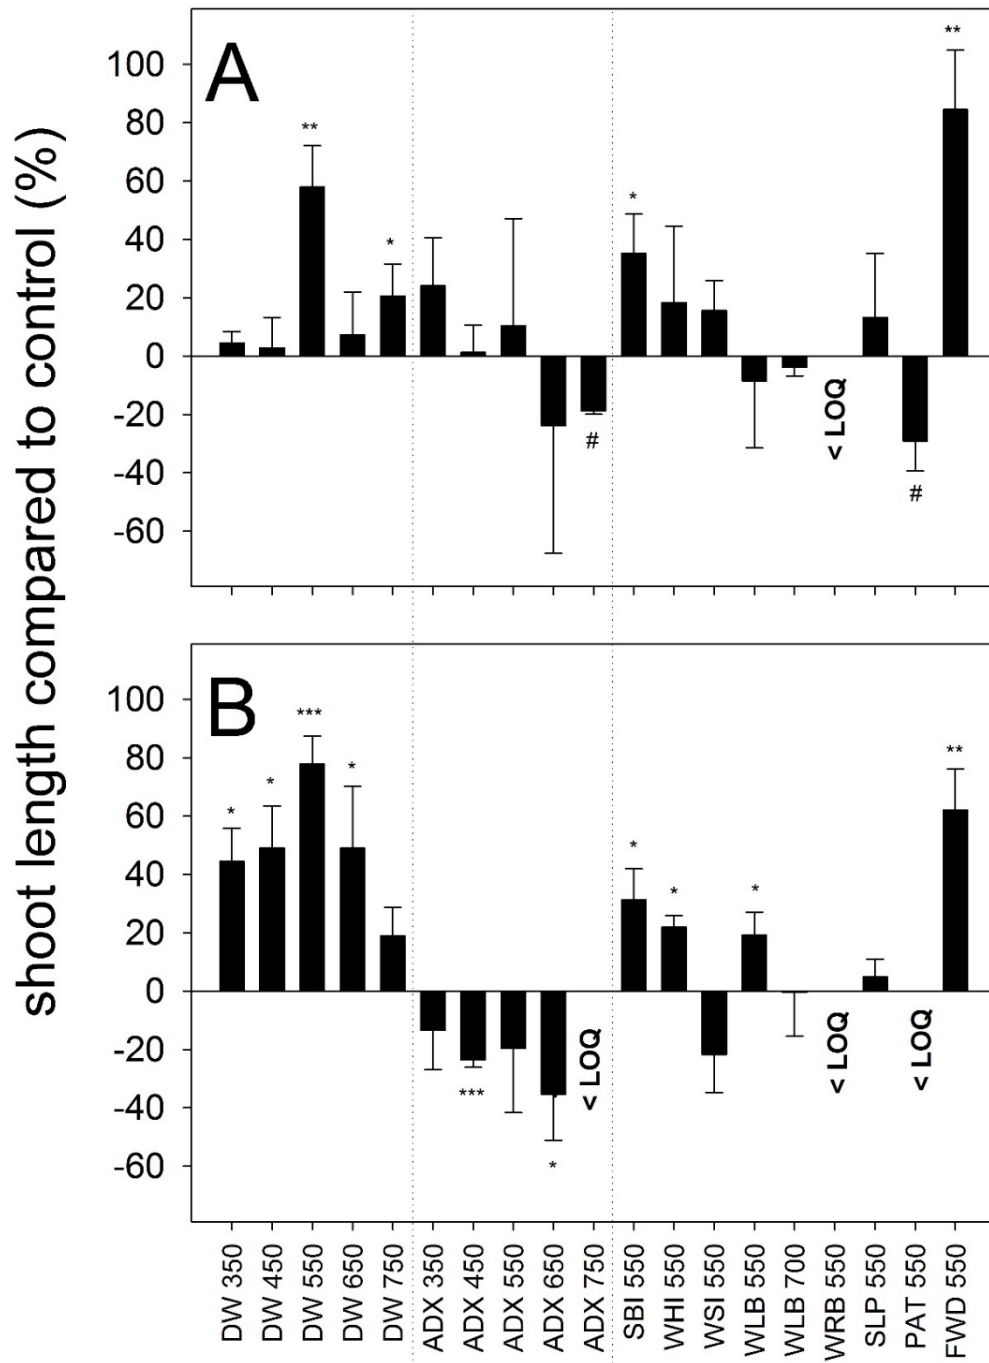 shoot length compared to control (%)
A
100
80
60
40
20
0
-20
-40
-60
**
*
#
*
< LOQ
#
**
B
100
80
60
40
20
0
-20
-40
-60
*
*
***
*
***
*
< LOQ
*
*
*
< LOQ
< LOQ
**
DW 350
DW 450
DW 550
DW 650
DW 750
ADX 350
ADX 450
ADX 550
ADX 650
ADX 750
SBI 550
WHI 550
WSI 550
WLB 550
WLB 700
WRB 550
SLP 550
PAT 550
FWD 550